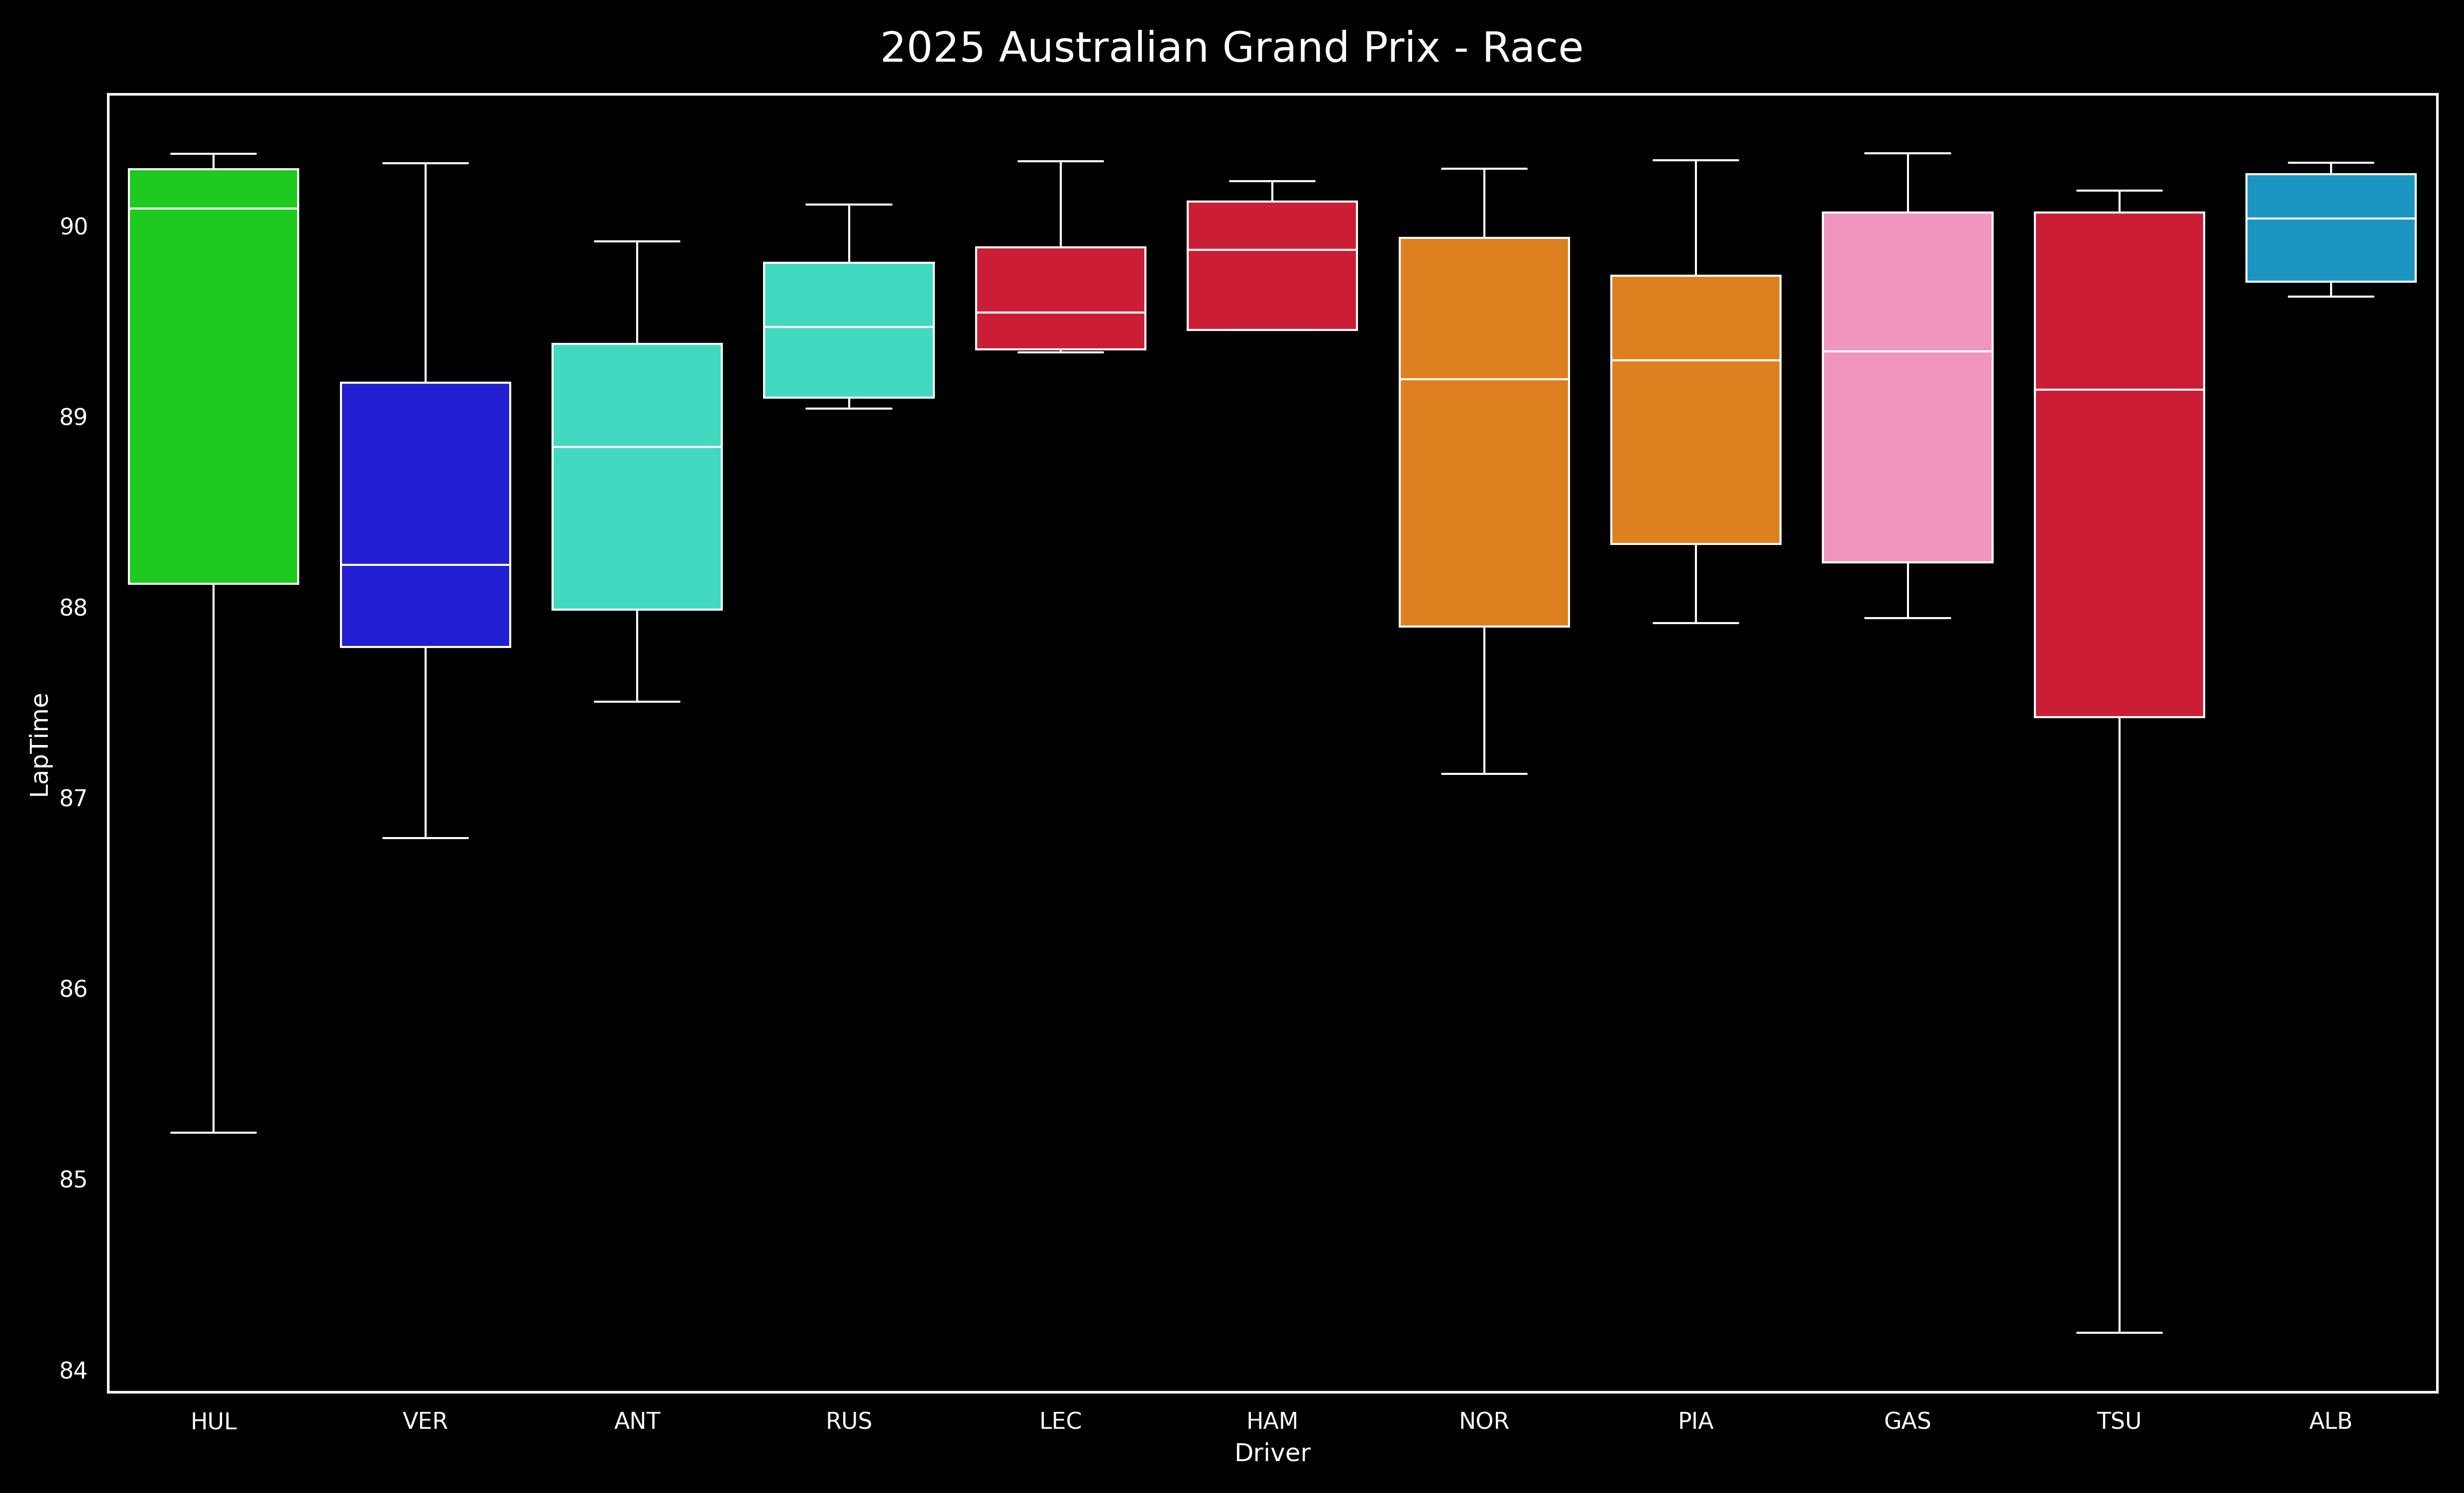 2025 Australian Grand Prix - Race
LapTime
90
89
88
87
86
85
84
HUL VER ANT RUS LEC HAM NOR PIA GAS TSU ALB
Driver